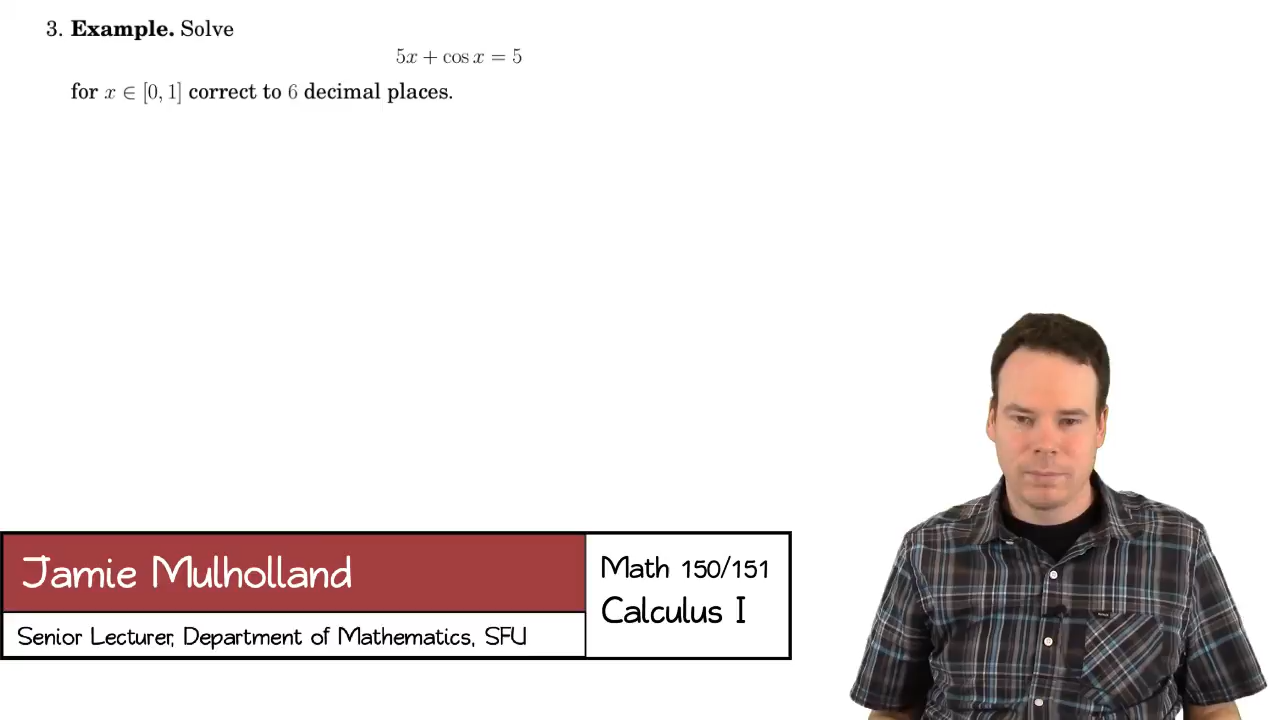 3. Example. Solve
5x + cos x = 5
for x ∈ [0, 1] correct to 6 decimal places.
Jamie Mulholland
Senior Lecturer, Department of Mathematics, SFU
Math 150/151
Calculus I